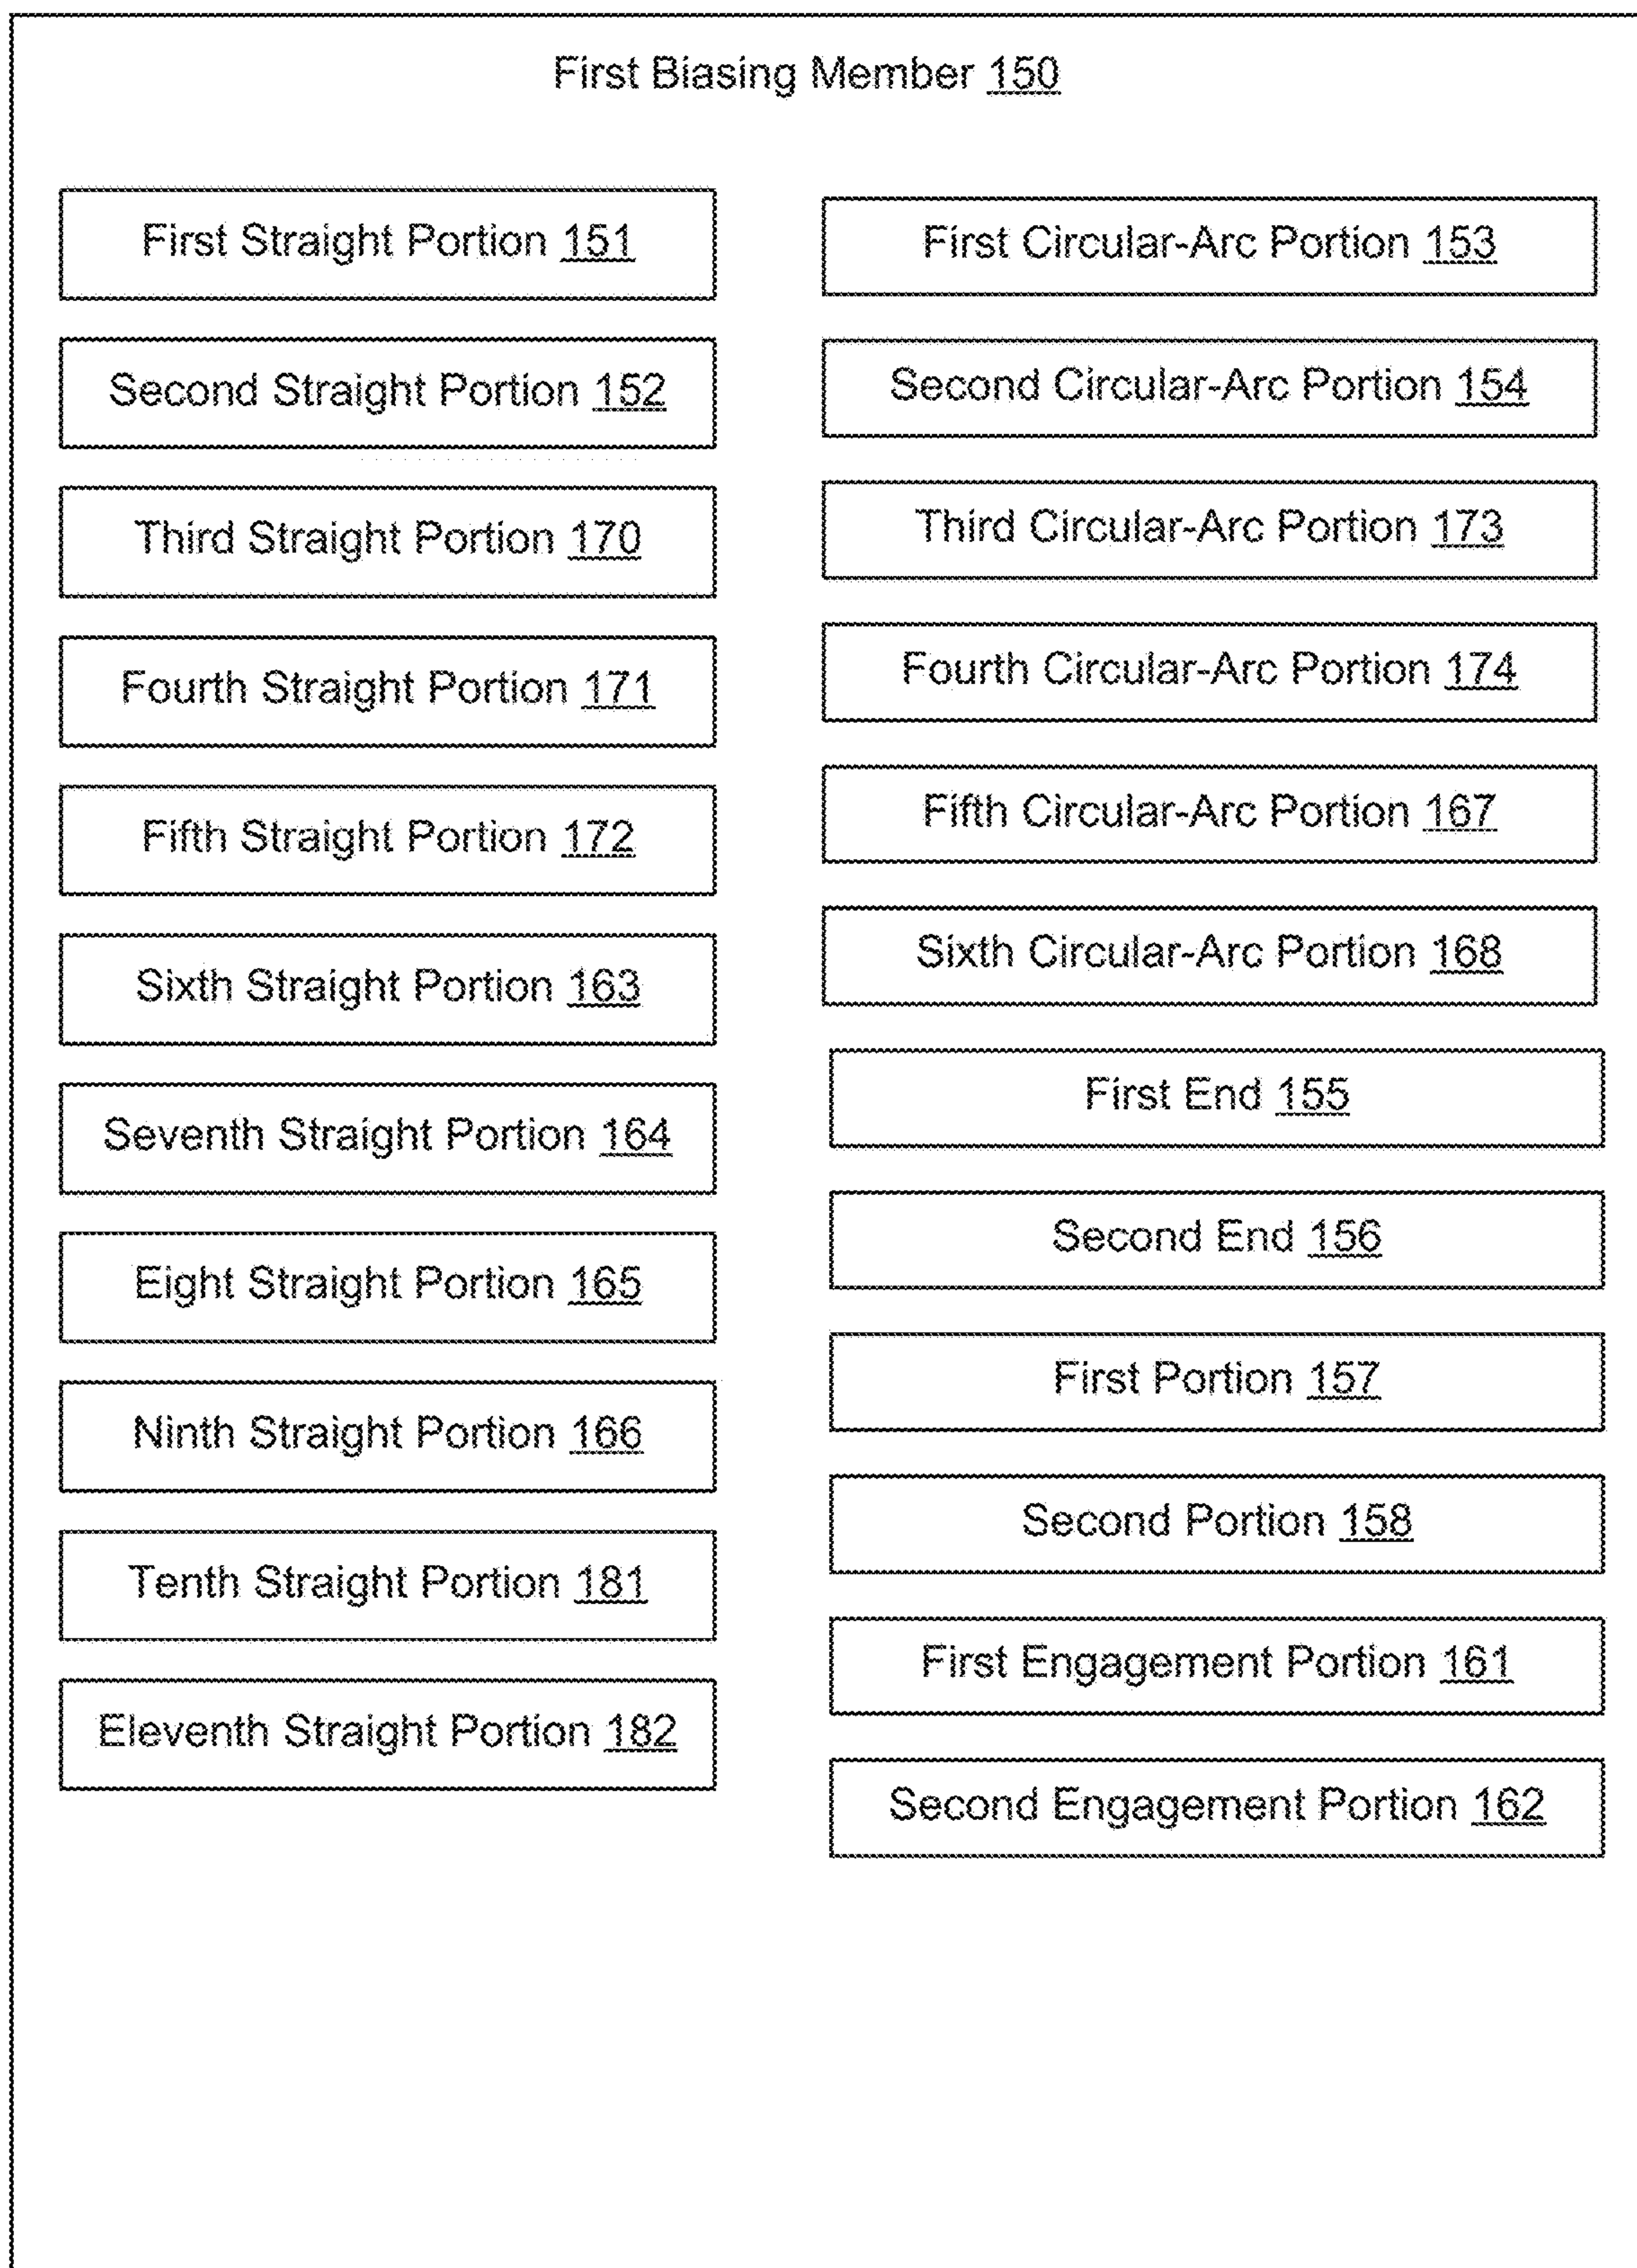 First Biasing Member 150
First Straight Portion 151
Second Straight Portion 152
Third Straight Portion 170
Fourth Straight Portion 171
Fifth Straight Portion 172
Sixth Straight Portion 163
Seventh Straight Portion 164
Eight Straight Portion 165
Ninth Straight Portion 166
Tenth Straight Portion 181
Eleventh Straight Portion 182
First Circular-Arc Portion 153
Second Circular-Arc Portion 154
Third Circular-Arc Portion 173
Fourth Circular-Arc Portion 174
Fifth Circular-Arc Portion 167
Sixth Circular-Arc Portion 168
First End 155
Second End 156
First Portion 157
Second Portion 158
First Engagement Portion 161
Second Engagement Portion 162